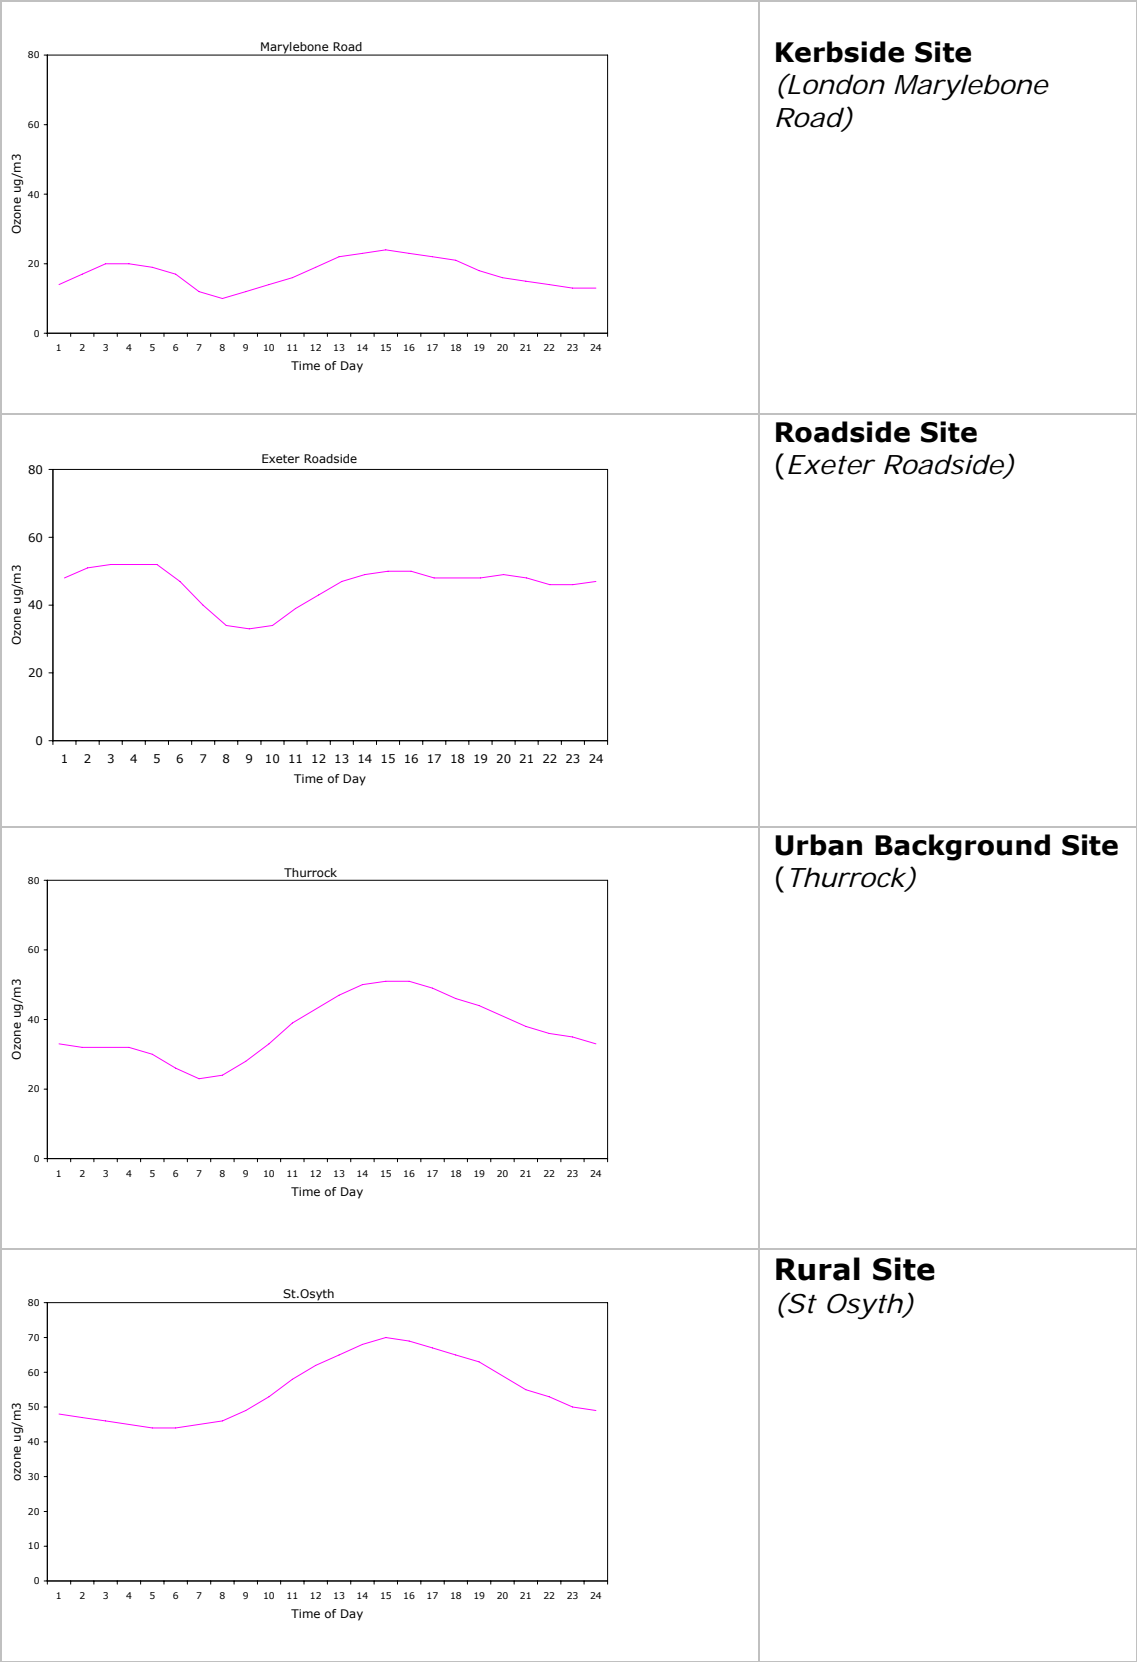 Marylebone Road
80
60
40
20
0
Ozone ug/m3
1 2 3 4 5 6 7 8 9 10 11 12 13 14 15 16 17 18 19 20 21 22 23 24
Time of Day
Kerbside Site
(London Marylebone
Road)
Exeter Roadside
80
60
40
20
0
Ozone ug/m3
1 2 3 4 5 6 7 8 9 10 11 12 13 14 15 16 17 18 19 20 21 22 23 24
Time of Day
Roadside Site
(Exeter Roadside)
Thurrock
80
60
40
20
0
Ozone ug/m3
1 2 3 4 5 6 7 8 9 10 11 12 13 14 15 16 17 18 19 20 21 22 23 24
Time of Day
Urban Background Site
(Thurrock)
St.Osyth
80
70
60
50
40
30
20
10
0
ozone ug/m3
1 2 3 4 5 6 7 8 9 10 11 12 13 14 15 16 17 18 19 20 21 22 23 24
Time of Day
Rural Site
(St Osyth)